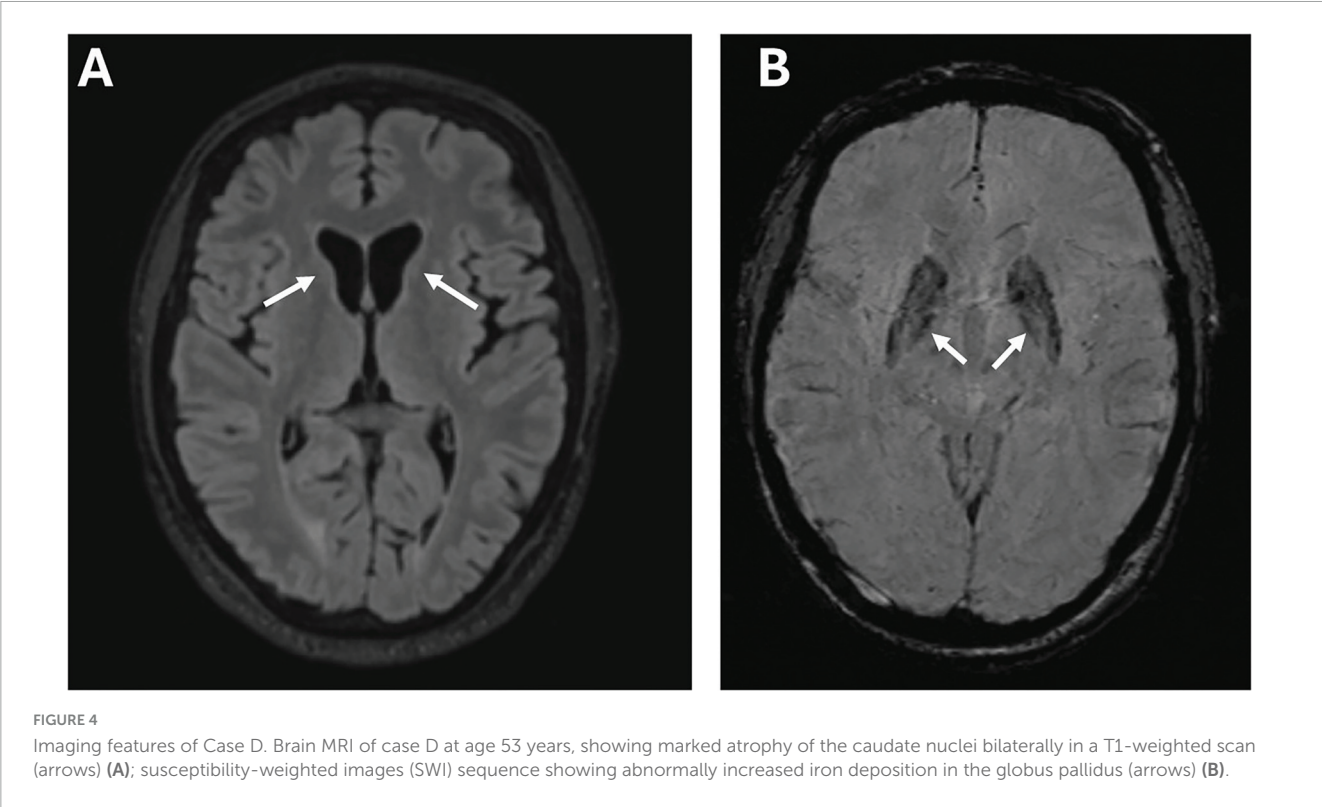 A
B
FIGURE 4
Imaging features of Case D. Brain MRI of case D at age 53 years, showing marked atrophy of the caudate nuclei bilaterally in a T1-weighted scan
(arrows) (A); susceptibility-weighted images (SWI) sequence showing abnormally increased iron deposition in the globus pallidus (arrows) (B).